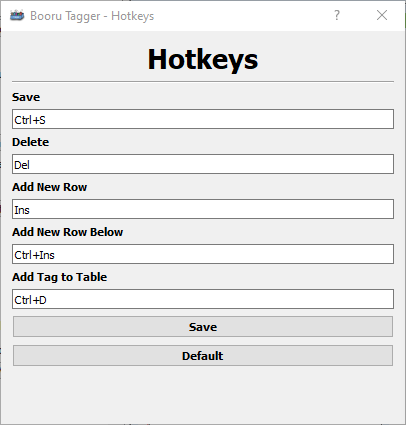 Booru Tagger - Hotkeys
Hotkeys
Save
Ctrl+S
Delete
Del
Add New Row
Ins
Add New Row Below
Ctrl+Ins
Add Tag to Table
Ctrl+D
Save
Default